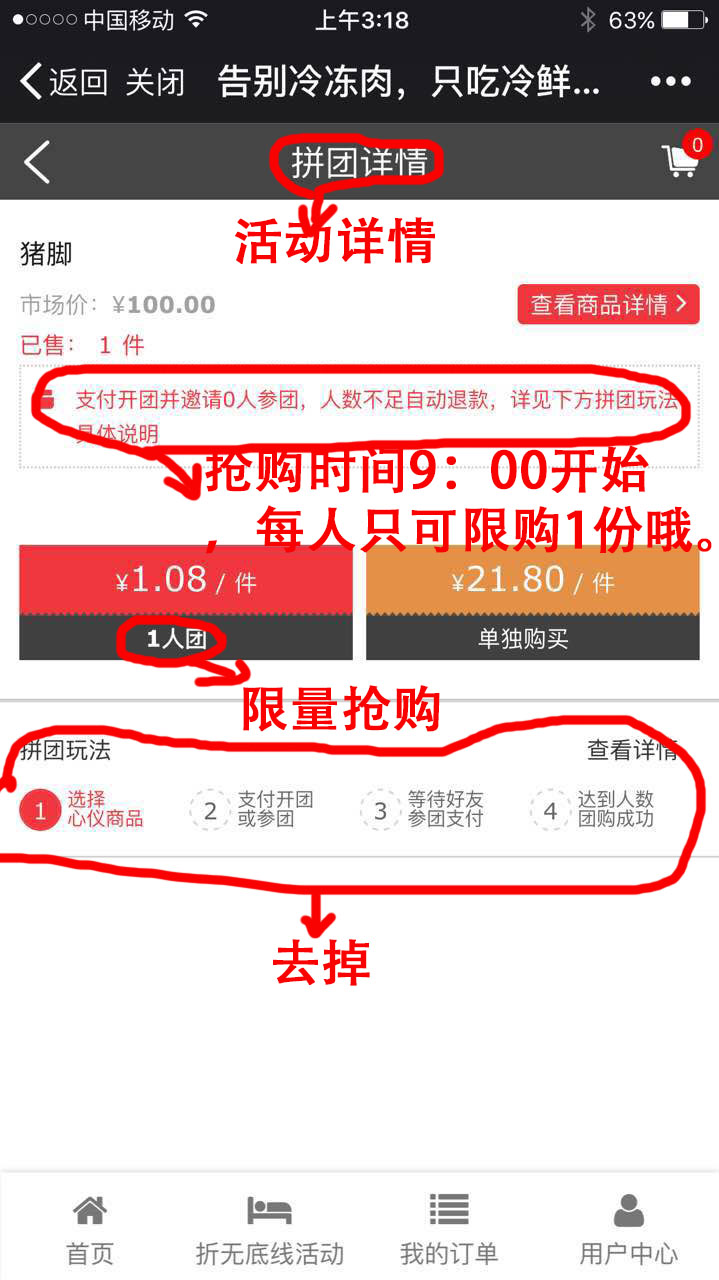 中国移动 上午3:18 63%
返回 关闭 告别冷冻肉，只吃冷鲜...
拼团详情 0
活动详情
猪脚
市场价：¥100.00
查看商品详情
已售： 1 件
支付开团并邀请0人参团，人数不足自动退款，详见下方拼团玩法
具体说明
抢购时间9：00开始
，每人只可限购1份哦。
¥1.08 / 件
¥21.80 / 件
1人团
单独购买
限量抢购
拼团玩法 查看详情
1 选择
心仪商品
2 支付开团
或参团
3 等待好友
参团支付
4 达到人数
团购成功
去掉
首页 折无底线活动 我的订单 用户中心